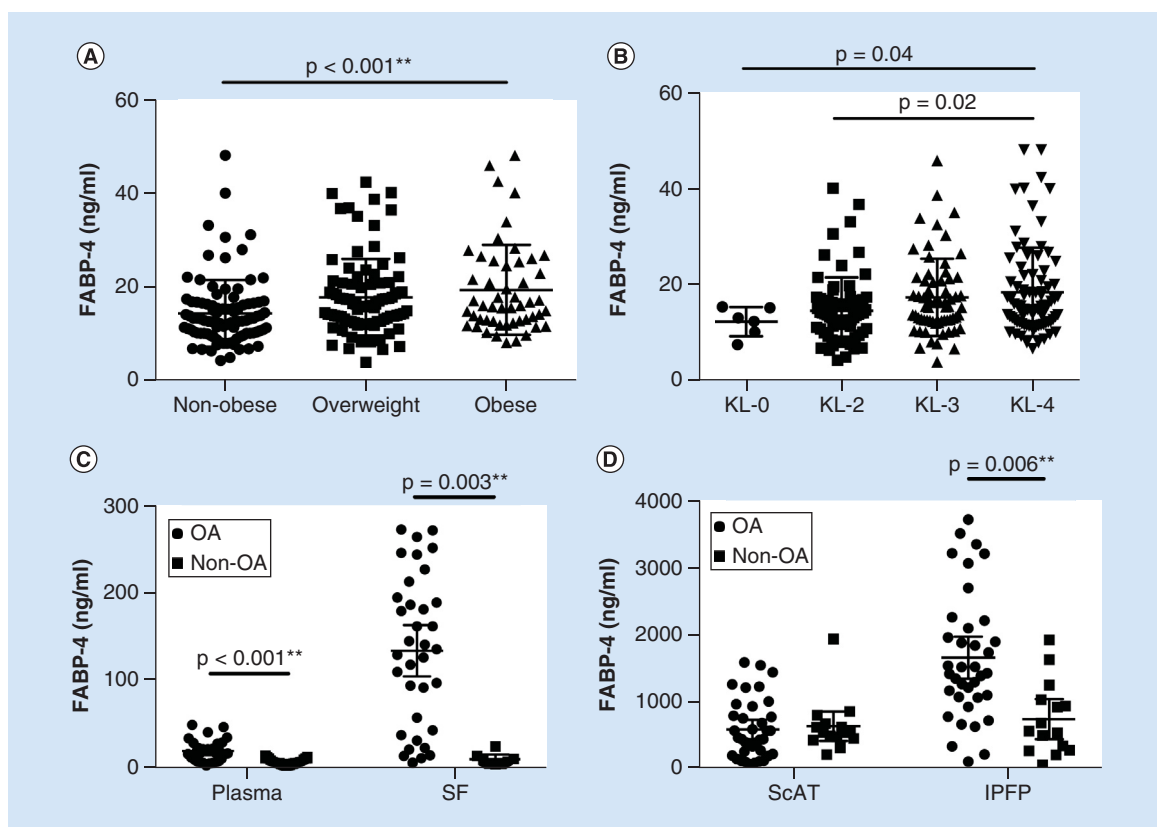 A
p < 0.001**
FABP-4 (ng/ml)
60
40
20
0
Non-obese
Overweight
Obese
B
p = 0.04
p = 0.02
FABP-4 (ng/ml)
60
40
20
0
KL-0
KL-2
KL-3
KL-4
C
p = 0.003**
FABP-4 (ng/ml)
300
200
100
0
OA
Non-OA
p < 0.001**
Plasma
SF
D
p = 0.006**
FABP-4 (ng/ml)
4000
3000
2000
1000
0
OA
Non-OA
ScAT
IPFP